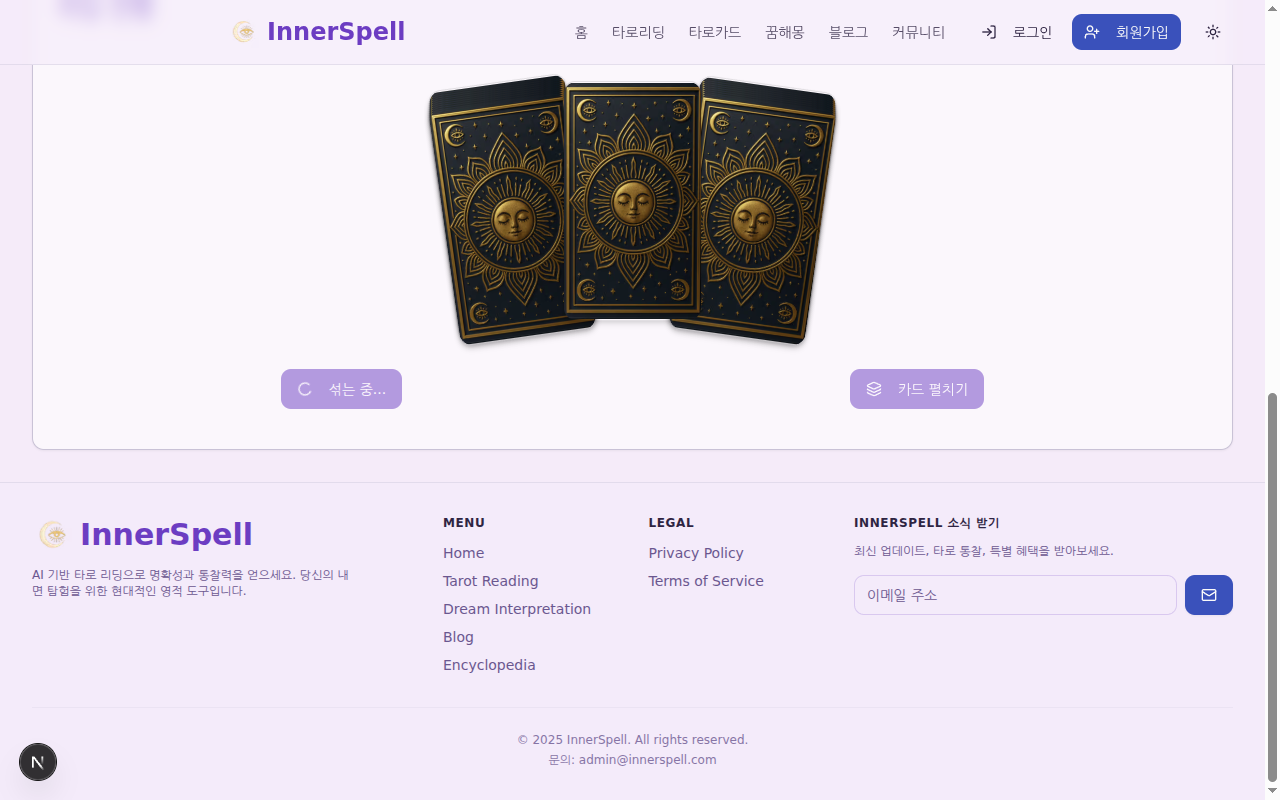 InnerSpell
홈
타로리딩
타로카드
꿈해몽
블로그
커뮤니티
로그인
회원가입
섞는 중...
카드 펼치기
InnerSpell
AI 기반 타로 리딩으로 명확성과 통찰력을 얻으세요. 당신의 내
면 탐험을 위한 현대적인 영적 도구입니다.
MENU
Home
Tarot Reading
Dream Interpretation
Blog
Encyclopedia
LEGAL
Privacy Policy
Terms of Service
INNERSPELL 소식 받기
최신 업데이트, 타로 통찰, 특별 혜택을 받아보세요.
이메일 주소
© 2025 InnerSpell. All rights reserved.
문의: admin@innerspell.com
N